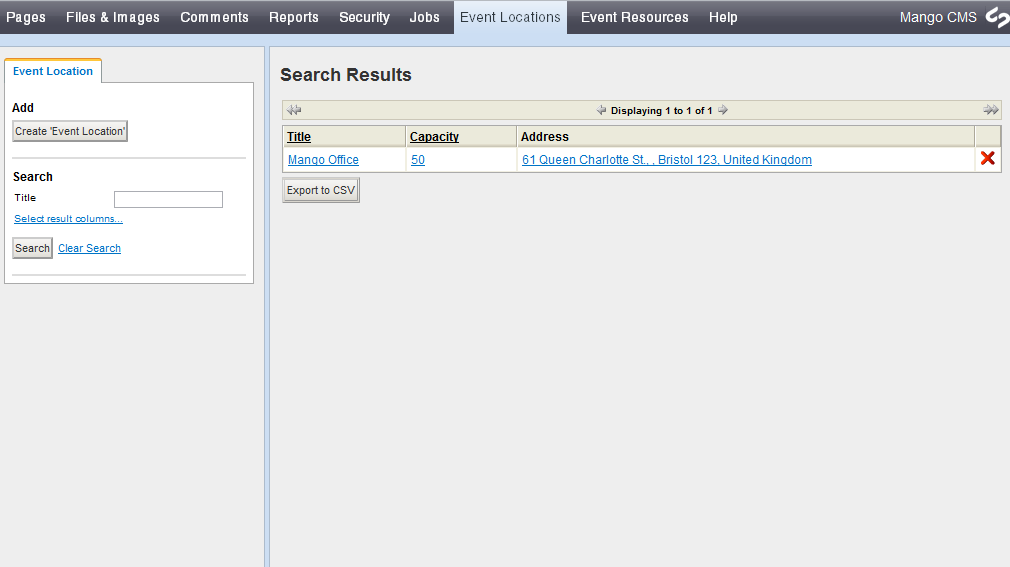 Pages Files & Images Comments Reports Security Jobs Event Locations Event Resources Help Mango CMS
Event Location
Add
Create 'Event Location'
Search
Title
Select result columns...
Search Clear Search
Search Results
Displaying 1 to 1 of 1
Title Capacity Address
Mango Office 50 61 Queen Charlotte St., , Bristol 123, United Kingdom
Export to CSV